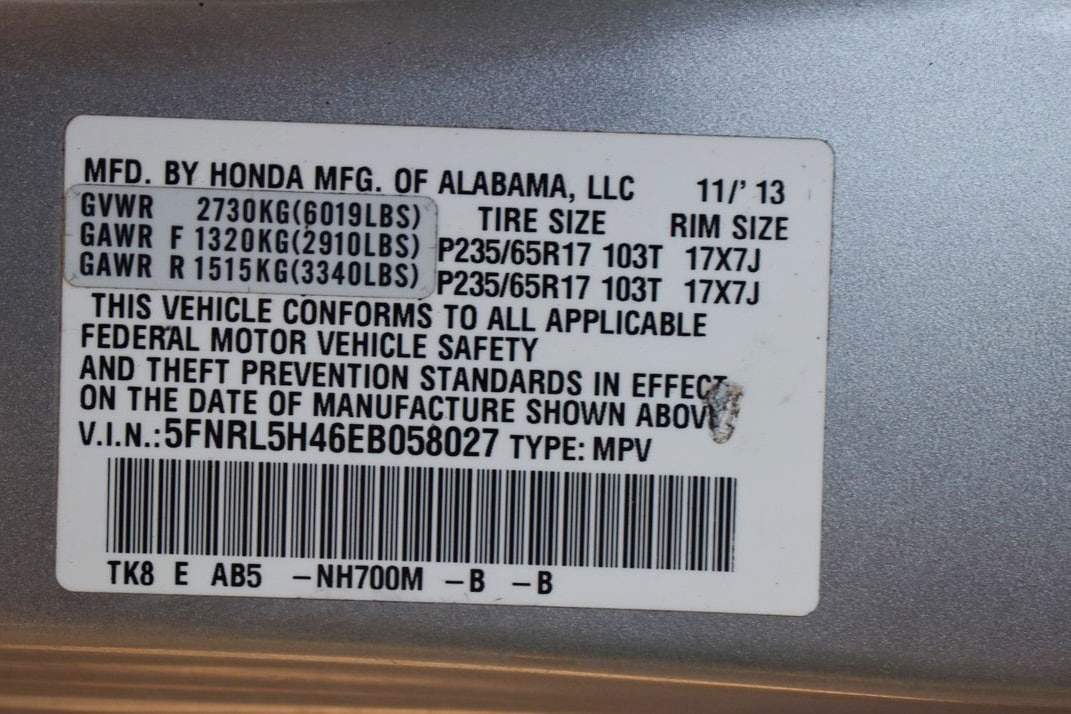 MFD. BY HONDA MFG. OF ALABAMA, LLC 11/' 13
GVWR 2730KG(6019LBS) TIRE SIZE RIM SIZE
GAWR F 1320KG(2910LBS) P235/65R17 103T 17X7J
GAWR R 1515KG(3340LBS) P235/65R17 103T 17X7J
THIS VEHICLE CONFORMS TO ALL APPLICABLE
FEDERAL MOTOR VEHICLE SAFETY
AND THEFT PREVENTION STANDARDS IN EFFECT
ON THE DATE OF MANUFACTURE SHOWN ABOV
V.I.N.:5FNRL5H46EB058027 TYPE: MPV
TK8 E AB5 –NH700M –B –B